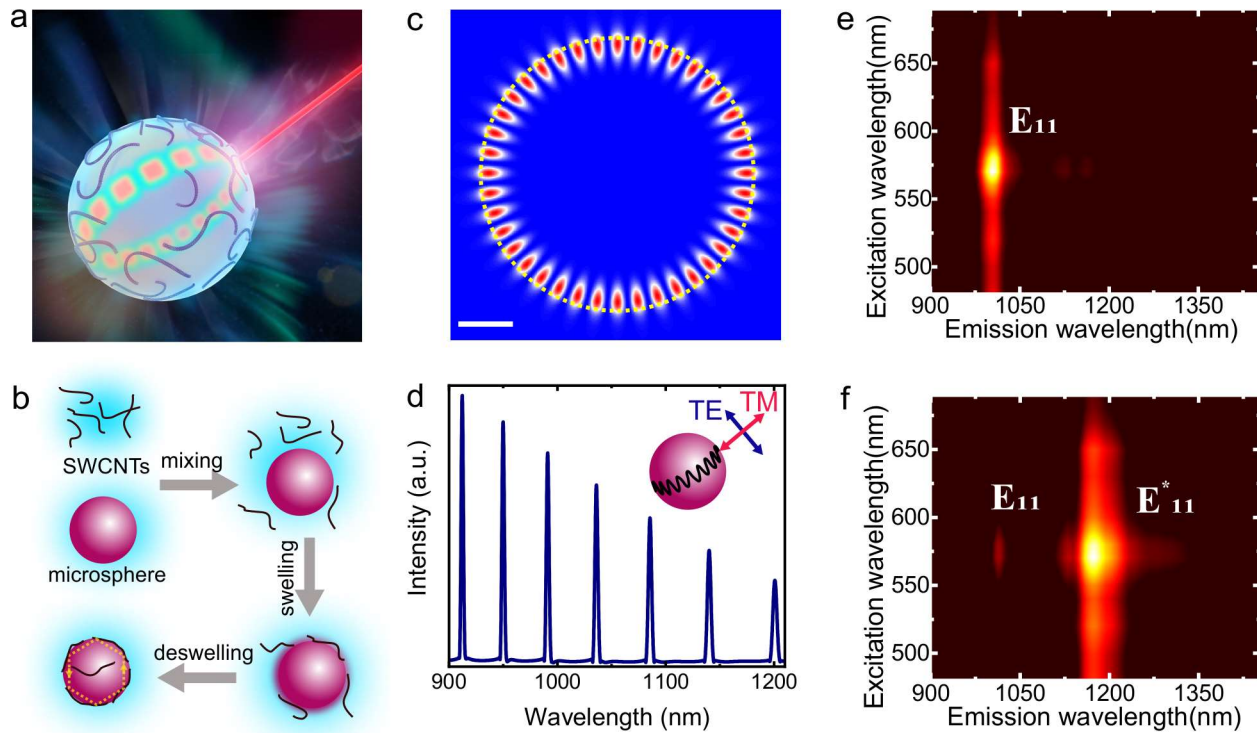 a
b
SWCNTs
mixing
microsphere
swelling
deswelling
c
d
TE
TM
Intensity (a.u.)
900
1000
1100
1200
Wavelength (nm)
e
Excitation wavelength(nm)
650
600
550
500
E11
900
1050
1200
1350
Emission wavelength(nm)
f
Excitation wavelength(nm)
650
600
550
500
E11
E*11
900
1050
1200
1350
Emission wavelength(nm)